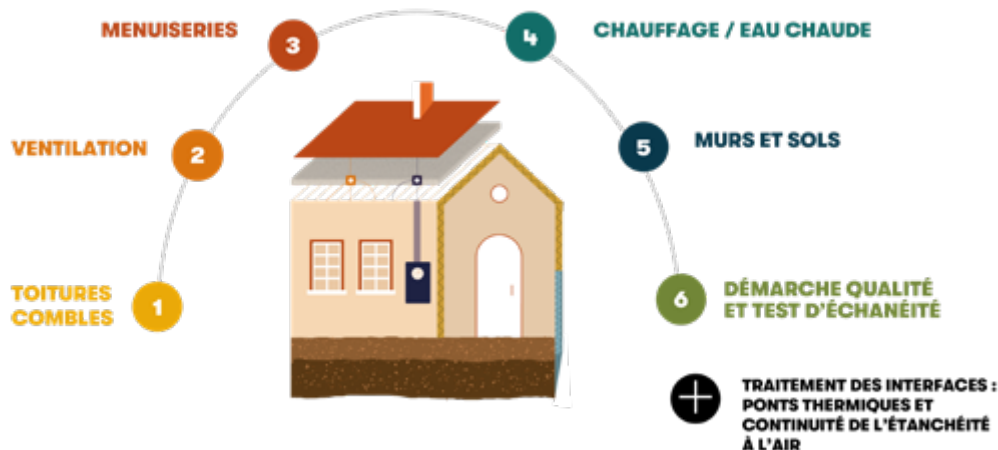 1
TOITURES
COMBLES
2
VENTILATION
3
MENUISERIES
4
CHAUFFAGE / EAU CHAUDE
5
MURS ET SOLS
6
DÉMARCHE QUALITÉ
ET TEST D'ÉCHANÉITÉ
+
TRAITEMENT DES INTERFACES :
PONTS THERMIQUES ET
CONTINUITÉ DE L'ÉTANCHÉITÉ
À L'AIR